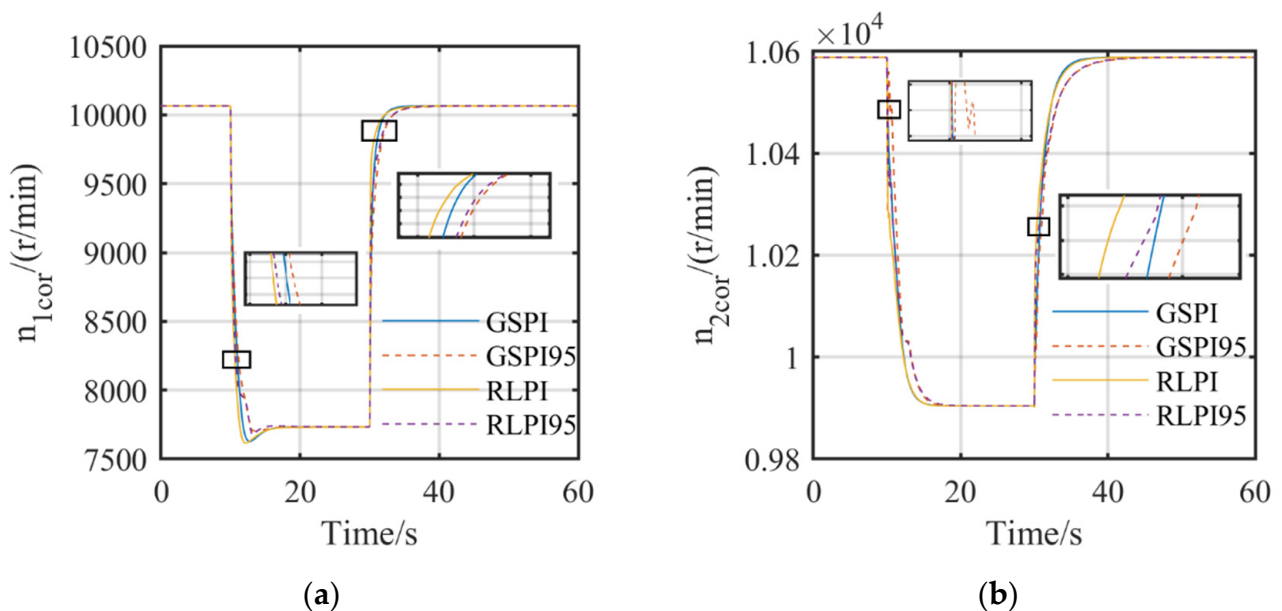 10500
10000
9500
9000
8500
8000
7500
n1cor/(r/min)
0 20 40 60
Time/s
GSPI
GSPI95
RLPI
RLPI95
(a)
×10⁴
1.06
1.04
1.02
1
0.98
n2cor/(r/min)
0 20 40 60
Time/s
GSPI
GSPI95
RLPI
RLPI95
(b)